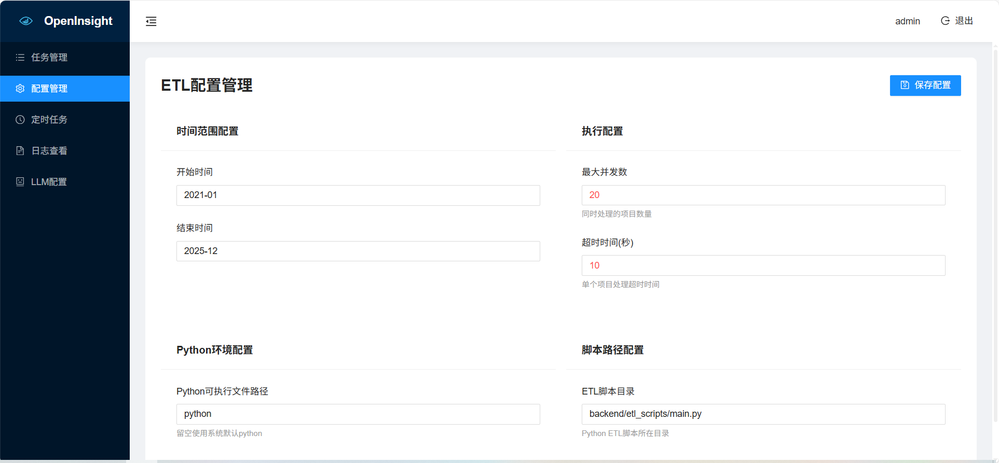 OpenInsight
admin
退出
任务管理
配置管理
定时任务
日志查看
LLM配置
ETL配置管理
保存配置
时间范围配置
开始时间
2021-01
结束时间
2025-12
执行配置
最大并发数
20
同时处理的项目数量
超时时间(秒)
10
单个项目处理超时时间
Python环境配置
Python可执行文件路径
python
留空使用系统默认python
脚本路径配置
ETL脚本目录
backend/etl_scripts/main.py
Python ETL脚本所在目录